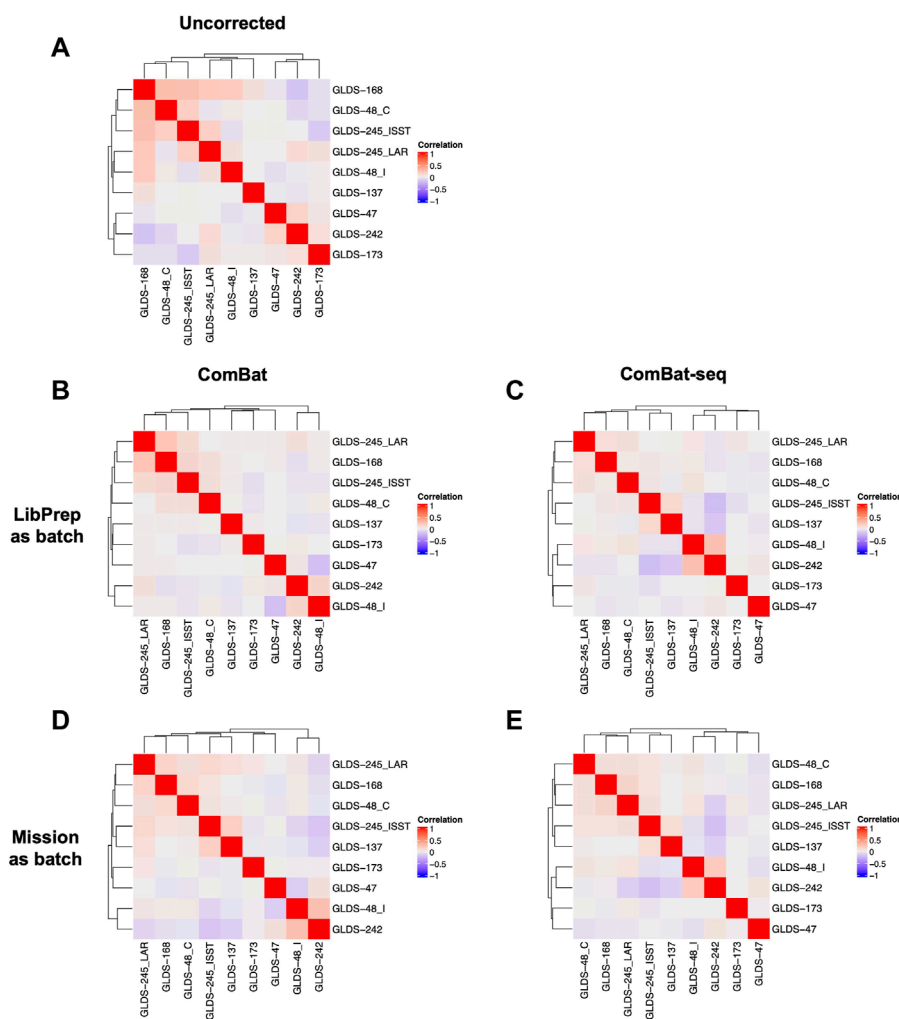 Uncorrected
A
GLDS-168
GLDS-48_C
GLDS-245_ISST
GLDS-245_LAR
GLDS-48_I
GLDS-137
GLDS-47
GLDS-242
GLDS-173
Correlation
1
0.5
0
-0.5
-1
GLDS-168
GLDS-48_C
GLDS-245_ISST
GLDS-245_LAR
GLDS-48_I
GLDS-137
GLDS-47
GLDS-242
GLDS-173
ComBat
ComBat-seq
LibPrep
as batch
B
GLDS-245_LAR
GLDS-168
GLDS-245_ISST
GLDS-48_C
GLDS-137
GLDS-173
GLDS-47
GLDS-242
GLDS-48_I
Correlation
1
0.5
0
-0.5
-1
GLDS-245_LAR
GLDS-168
GLDS-245_ISST
GLDS-48_C
GLDS-137
GLDS-173
GLDS-47
GLDS-242
GLDS-48_I
C
GLDS-245_LAR
GLDS-168
GLDS-48_C
GLDS-245_ISST
GLDS-137
GLDS-48_I
GLDS-242
GLDS-173
GLDS-47
Correlation
1
0.5
0
-0.5
-1
GLDS-245_LAR
GLDS-168
GLDS-48_C
GLDS-245_ISST
GLDS-137
GLDS-48_I
GLDS-242
GLDS-173
GLDS-47
Mission
as batch
D
GLDS-245_LAR
GLDS-168
GLDS-48_C
GLDS-245_ISST
GLDS-137
GLDS-173
GLDS-47
GLDS-48_I
GLDS-242
Correlation
1
0.5
0
-0.5
-1
GLDS-245_LAR
GLDS-168
GLDS-48_C
GLDS-245_ISST
GLDS-137
GLDS-173
GLDS-47
GLDS-48_I
GLDS-242
E
GLDS-48_C
GLDS-168
GLDS-245_LAR
GLDS-245_ISST
GLDS-137
GLDS-48_I
GLDS-242
GLDS-173
GLDS-47
Correlation
1
0.5
0
-0.5
-1
GLDS-48_C
GLDS-168
GLDS-245_LAR
GLDS-245_ISST
GLDS-137
GLDS-48_I
GLDS-242
GLDS-173
GLDS-47